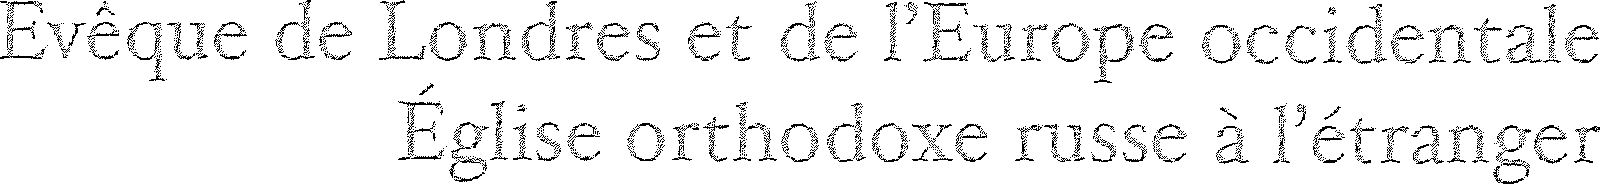 Evêque de Londres et de l’Europe occidentale
Église orthodoxe russe à l’étranger